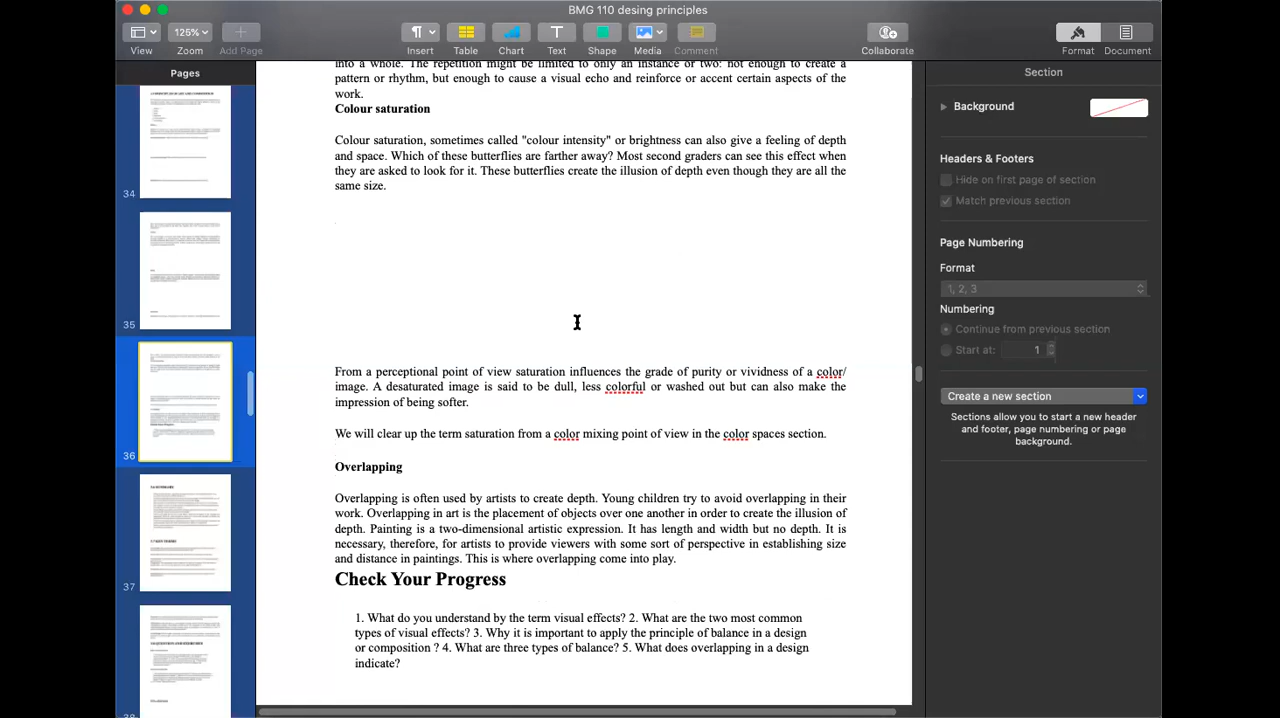 BMG 110 desing principles
125%
View
Zoom
Add Page
Insert
Table
Chart
Text
Shape
Media
Comment
Collaborate
Format
Document
Pages
34
35
36
37
38
into a whole. The repetition might be limited to only an instance or two: not enough to create a
pattern or rhythm, but enough to cause a visual echo and reinforce or accent certain aspects of the
work.
Colour saturation
Colour saturation, sometimes called "colour intensity" or brightness can also give a feeling of depth
and space. Which of these butterflies are farther away? Most second graders can see this effect when
they are asked to look for it. These butterflies create the illusion of depth even though they are all the
same size.
From a perceptional point of view saturation influences the grade of purity or vividness of a color/
image. A desaturated image is said to be dull, less colorful or washed out but can also make the
impression of being softer.
We will clear up the term saturation from a color mixing point of view in the color spaces section.
Overlapping
Overlapping is often used by artists to create depth. Young children try to avoid overlapping in their
work. Overlapping in art is the placement of objects over one another in order to create the illusion of
depth. Painting is a two-dimensional artistic expression. It has length and width but no depth. It is
necessary, therefore, for artists to provide viewers with some sort of perspective in establishing size
and distance in paintings. This is where overlapping comes into play.
Check Your Progress
1. What do you understand by the term visual flow? 2. What are the two most common
types of visual flow? 3. Why it is important to achieve visual flow and balance in a design
or composition? 4. What are three types of balance? 5. What does overlapping in a design
indicate?
Section
Background
Headers & Footers
Hide on first page of section
Match previous section
Page Numbering
Format
1, 2, 3
Numbering
Continue from previous section
Start at: 1
Create a new section
Sections allow you to start a new header
and footer, page numbering or page
background.